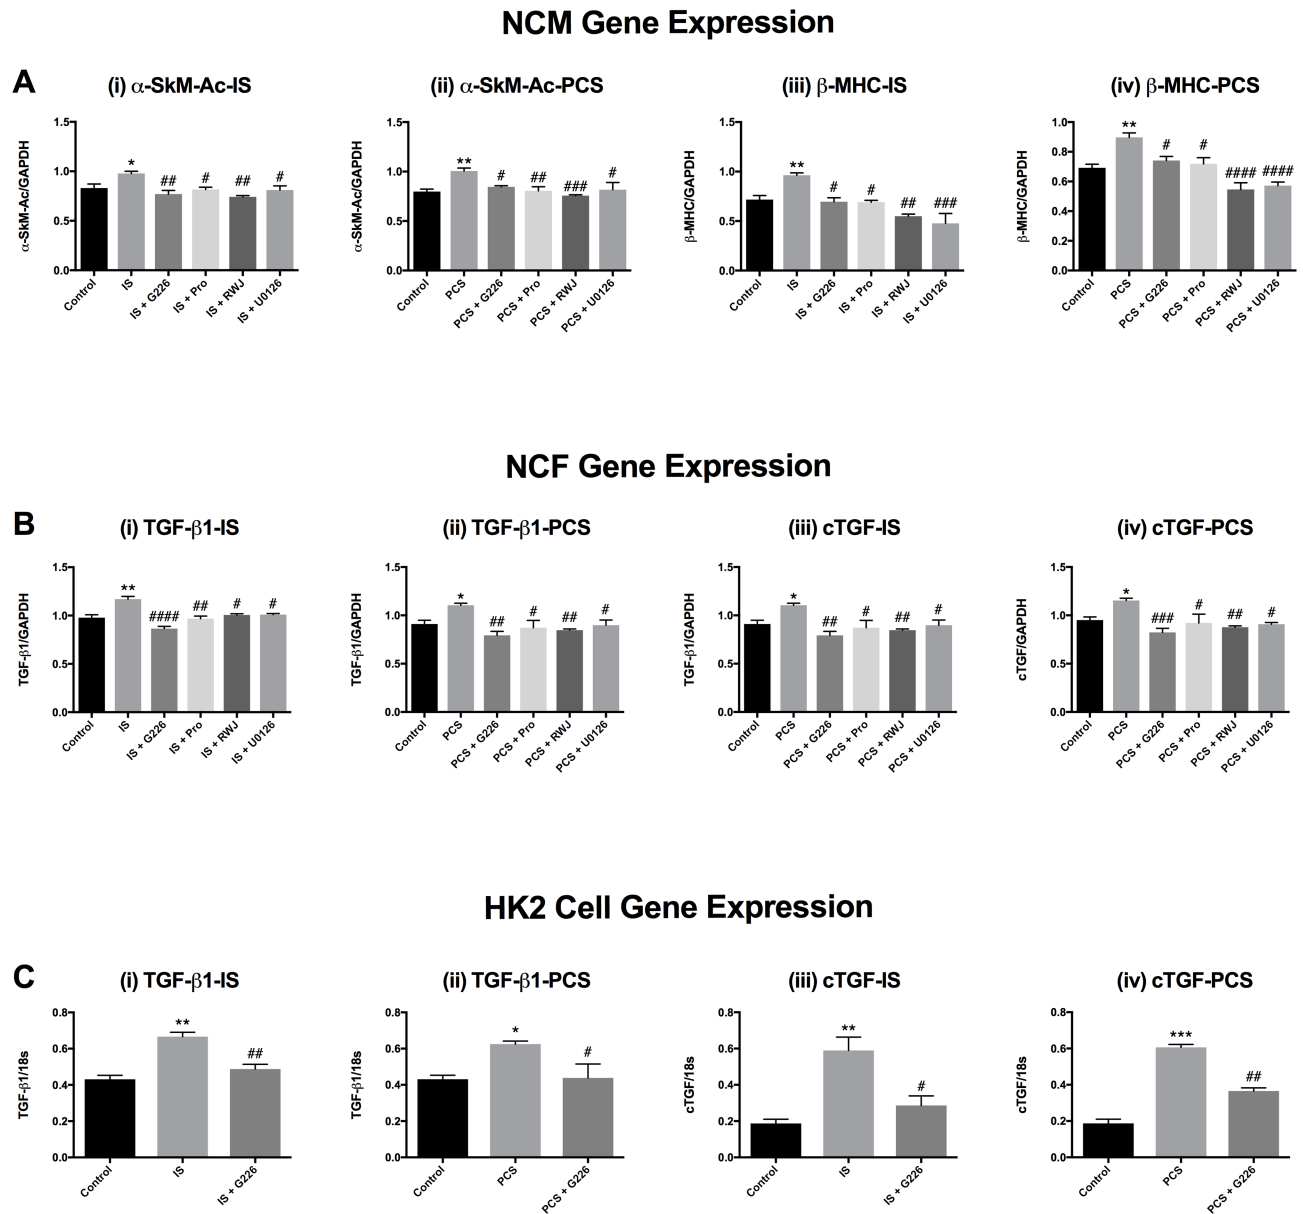 NCM Gene Expression
A
(i) α-SkM-Ac-IS
α-SkM-Ac/GAPDH
1.5
1.0
0.5
0.0
*
##
#
##
#
Control
IS
IS + G226
IS + Pro
IS + RWJ
IS + U0126
(ii) α-SkM-Ac-PCS
α-SkM-Ac/GAPDH
1.5
1.0
0.5
0.0
**
#
##
###
#
Control
PCS
PCS + G226
PCS + Pro
PCS + RWJ
PCS + U0126
(iii) β-MHC-IS
β-MHC/GAPDH
1.5
1.0
0.5
0.0
**
#
#
##
###
Control
IS
IS + G226
IS + Pro
IS + RWJ
IS + U0126
(iv) β-MHC-PCS
β-MHC/GAPDH
1.0
0.8
0.6
0.4
0.2
0.0
**
#
#
####
####
Control
PCS
PCS + G226
PCS + Pro
PCS + RWJ
PCS + U0126
NCF Gene Expression
B
(i) TGF-β1-IS
TGF-β1/GAPDH
1.5
1.0
0.5
0.0
**
####
##
#
#
Control
IS
IS + G226
IS + Pro
IS + RWJ
IS + U0126
(ii) TGF-β1-PCS
TGF-β1/GAPDH
1.5
1.0
0.5
0.0
*
##
#
##
#
Control
PCS
PCS + G226
PCS + Pro
PCS + RWJ
PCS + U0126
(iii) cTGF-IS
TGF-β1/GAPDH
1.5
1.0
0.5
0.0
*
##
#
##
#
Control
PCS
PCS + G226
PCS + Pro
PCS + RWJ
PCS + U0126
(iv) cTGF-PCS
cTGF/GAPDH
1.5
1.0
0.5
0.0
*
###
#
##
#
Control
PCS
PCS + G226
PCS + Pro
PCS + RWJ
PCS + U0126
HK2 Cell Gene Expression
C
(i) TGF-β1-IS
TGF-β1/18s
0.8
0.6
0.4
0.2
0.0
**
##
Control
IS
IS + G226
(ii) TGF-β1-PCS
TGF-β1/18s
0.8
0.6
0.4
0.2
0.0
*
#
Control
PCS
PCS + G226
(iii) cTGF-IS
cTGF/18s
0.8
0.6
0.4
0.2
0.0
**
#
Control
IS
IS + G226
(iv) cTGF-PCS
cTGF/18s
0.8
0.6
0.4
0.2
0.0
***
##
Control
PCS
PCS + G226